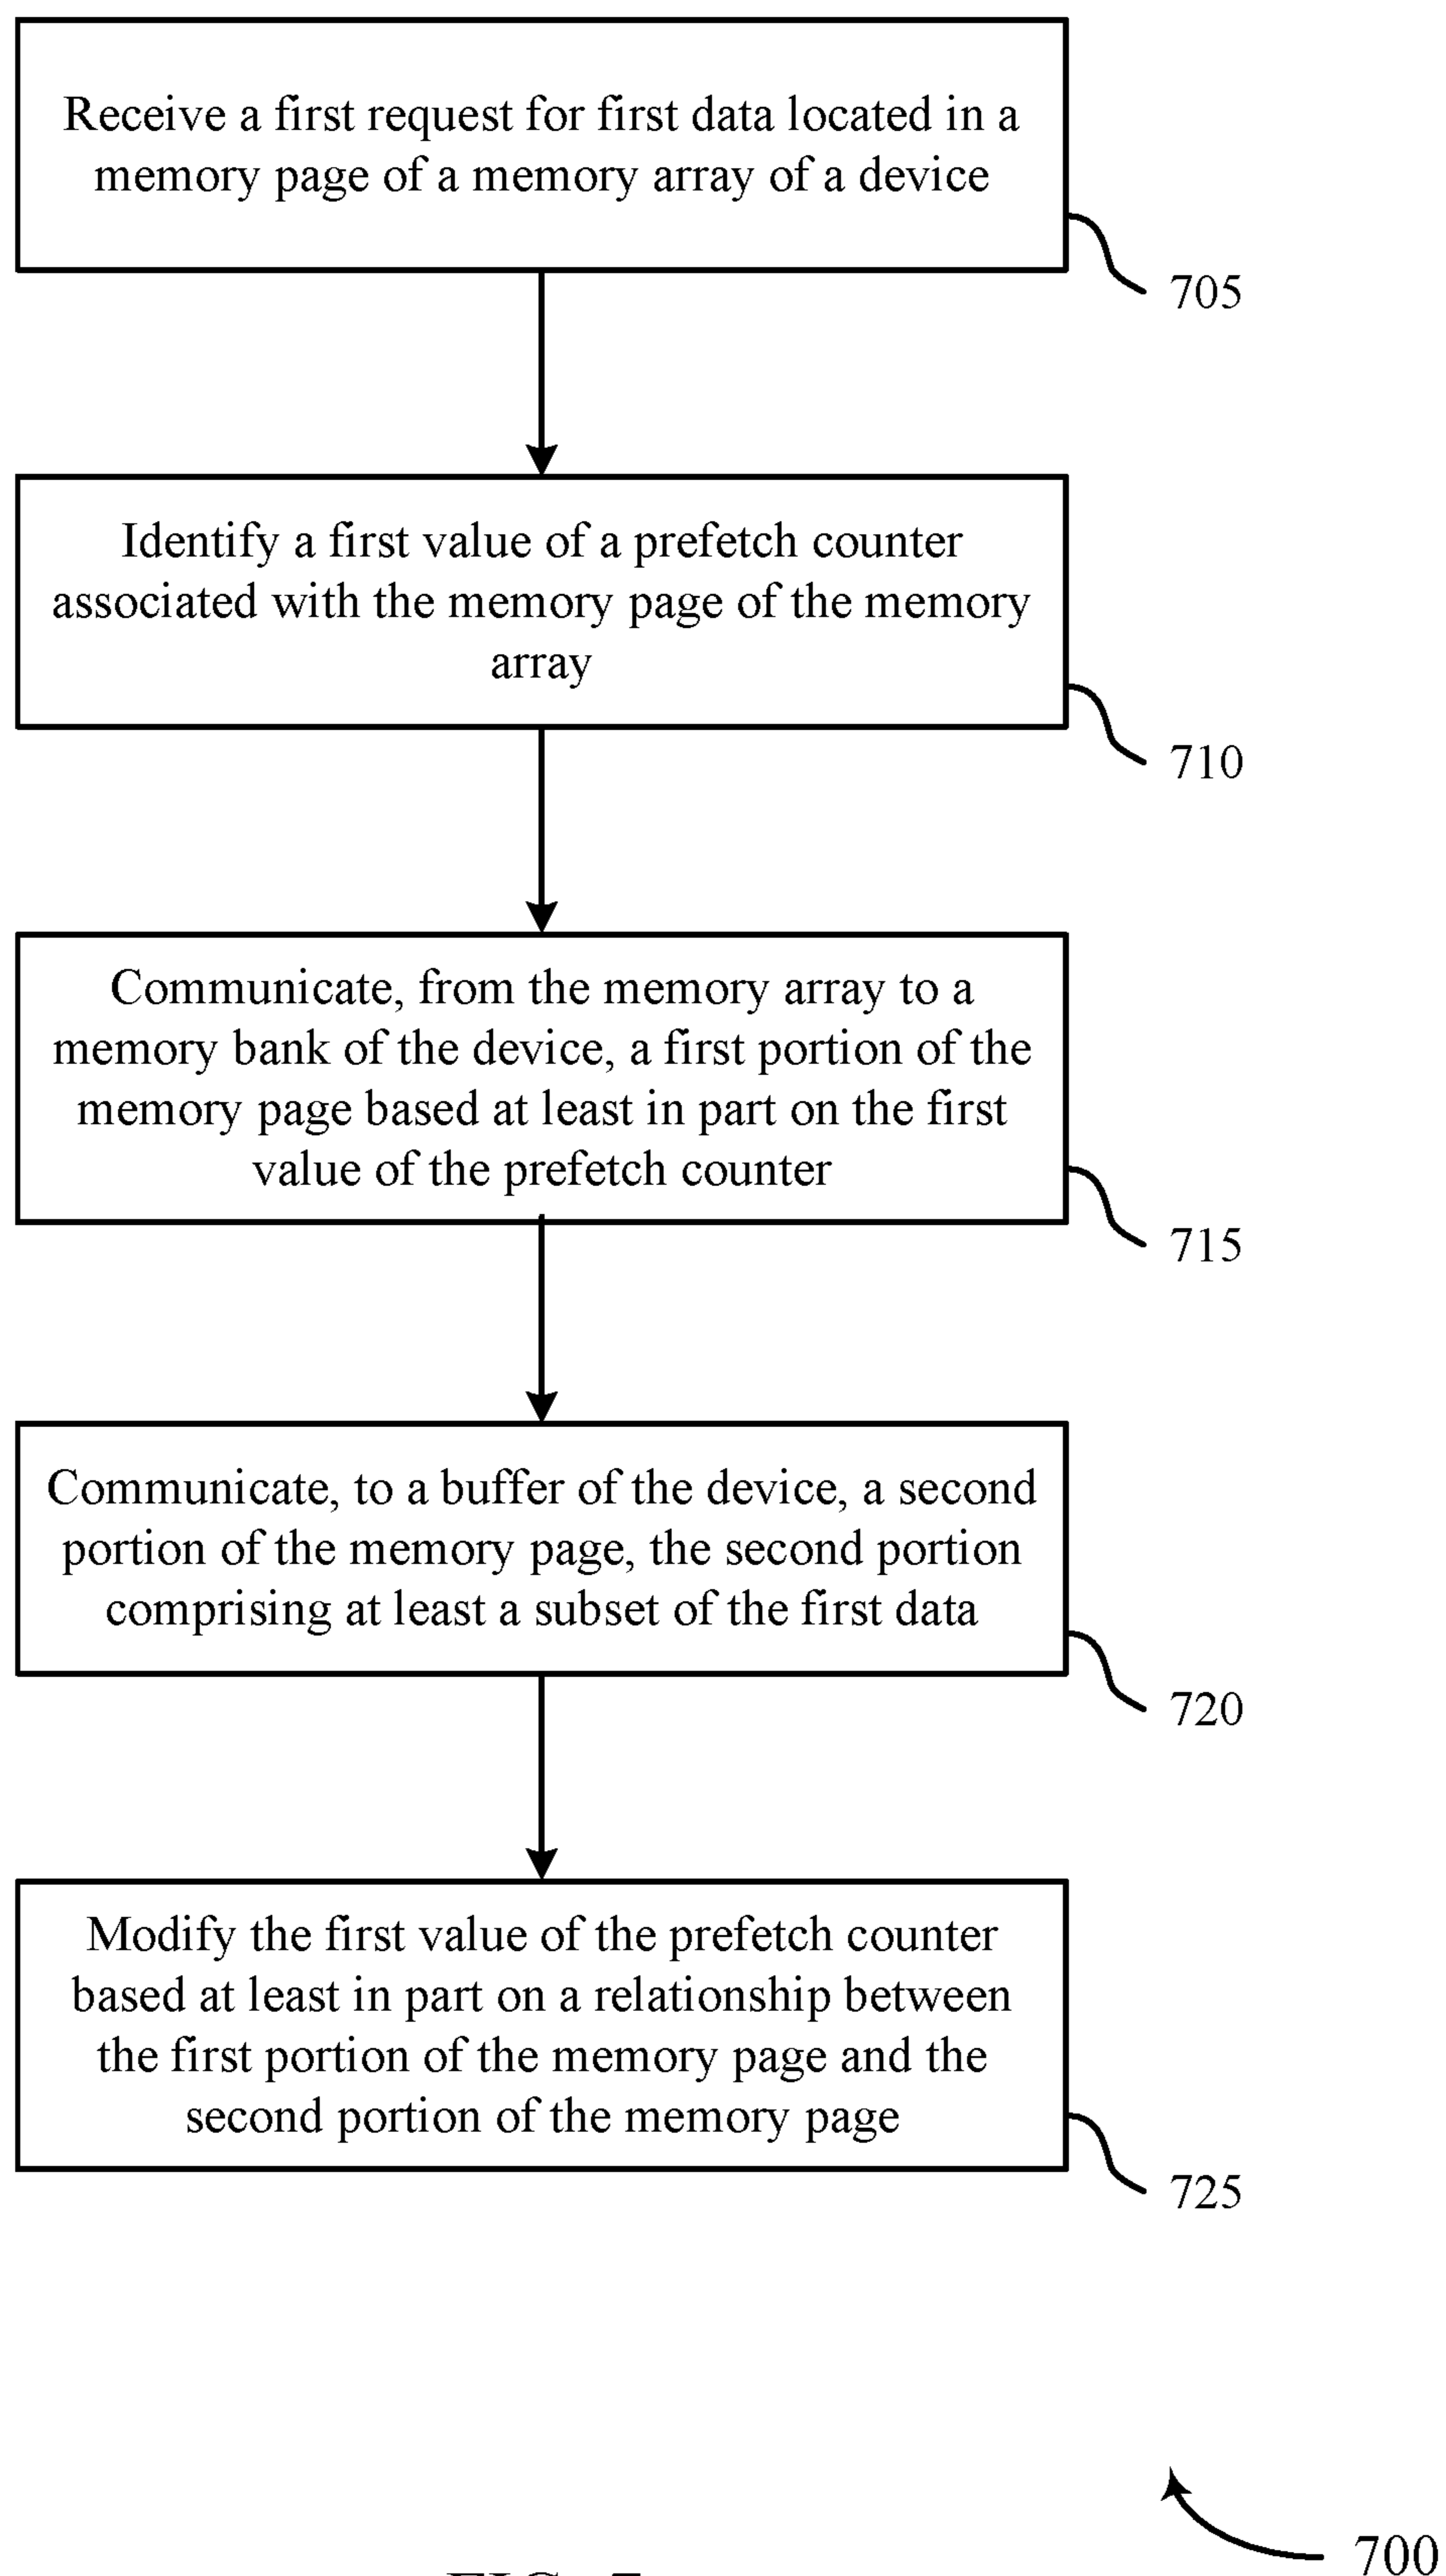 Receive a first request for first data located in a
memory page of a memory array of a device
705
Identify a first value of a prefetch counter
associated with the memory page of the memory
array
710
Communicate, from the memory array to a
memory bank of the device, a first portion of the
memory page based at least in part on the first
value of the prefetch counter
715
Communicate, to a buffer of the device, a second
portion of the memory page, the second portion
comprising at least a subset of the first data
720
Modify the first value of the prefetch counter
based at least in part on a relationship between
the first portion of the memory page and the
second portion of the memory page
725
700